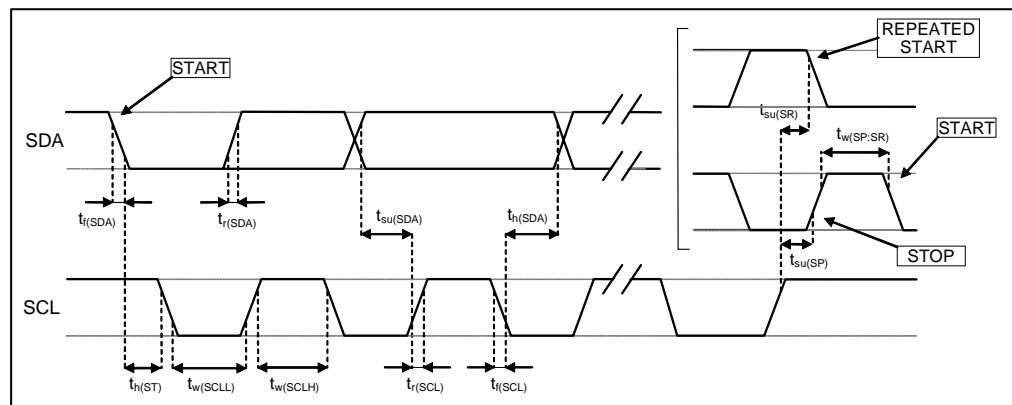 REPEATED
START
START
t_su(SR)
t_w(SP:SR)
START
SDA
t_f(SDA)
t_r(SDA)
t_su(SDA)
t_h(SDA)
t_su(SP)
STOP
SCL
t_h(ST)
t_w(SCLL)
t_w(SCLH)
t_r(SCL)
t_f(SCL)